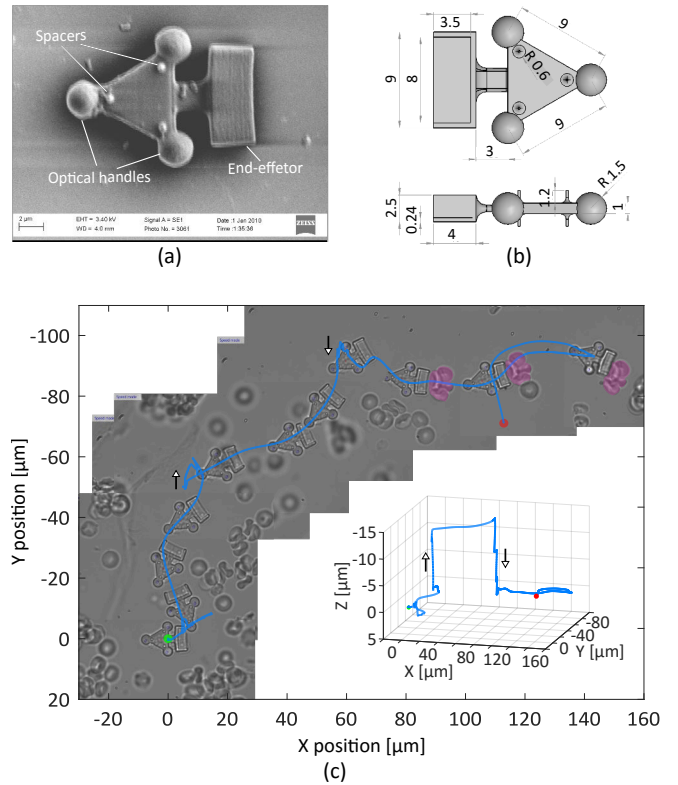 Spacers
Optical handles
End-effetor
2 µm
EHT = 3.40 kV
WD = 4.0 mm
Signal A = SE1
Photo No. = 3061
Date :1 Jan 2010
Time :1:35:36
ZEISS
(a)
3.5
9
8
3
R 0.6
9
9
2.5
0.24
4
1.2
R 1.5
1
(b)
-100
-80
-60
-40
-20
0
20
Y position [µm]
-20
0
20
40
60
80
100
120
140
160
X position [µm]
-15
-10
-5
0
5
Z [µm]
0
40
80
120
160
X [µm]
0
-40
-80
Y [µm]
(c)